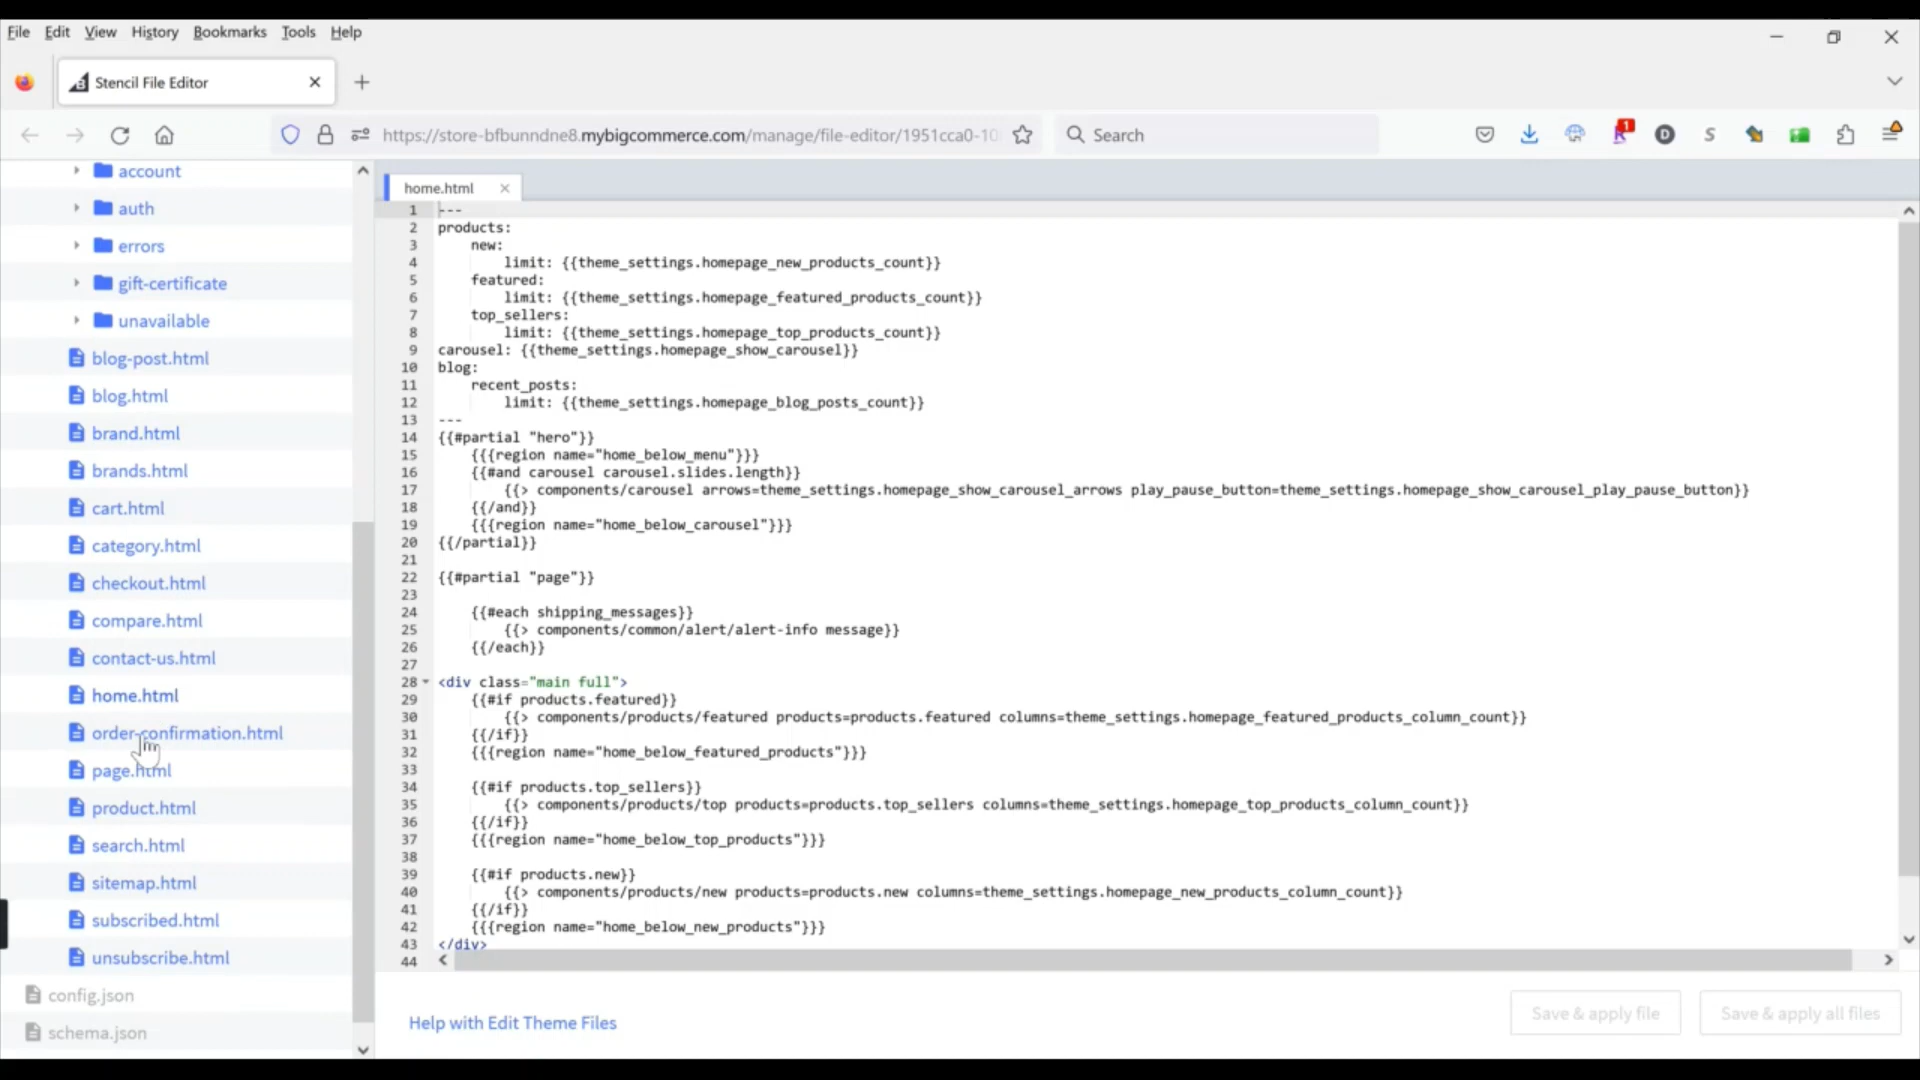 File Edit View History Bookmarks Tools Help
Stencil File Editor
https://store-bfbunndne8.mybigcommerce.com/manage/file-editor/1951cca0-10
Search
1
D
S
account
auth
errors
gift-certificate
unavailable
blog-post.html
blog.html
brand.html
brands.html
cart.html
category.html
checkout.html
compare.html
contact-us.html
home.html
order-confirmation.html
page.html
product.html
search.html
sitemap.html
subscribed.html
unsubscribe.html
config.json
schema.json
home.html
1 ---
2 products:
3 new:
4 limit: {{theme_settings.homepage_new_products_count}}
5 featured:
6 limit: {{theme_settings.homepage_featured_products_count}}
7 top_sellers:
8 limit: {{theme_settings.homepage_top_products_count}}
9 carousel: {{theme_settings.homepage_show_carousel}}
10 blog:
11 recent_posts:
12 limit: {{theme_settings.homepage_blog_posts_count}}
13 ---
14 {{#partial "hero"}}
15 {{{region name="home_below_menu"}}}
16 {{#and carousel carousel.slides.length}}
17 {{> components/carousel arrows=theme_settings.homepage_show_carousel_arrows play_pause_button=theme_settings.homepage_show_carousel_play_pause_button}}
18 {{/and}}
19 {{{region name="home_below_carousel"}}}
20 {{/partial}}
21
22 {{#partial "page"}}
23
24 {{#each shipping_messages}}
25 {{> components/common/alert/alert-info message}}
26 {{/each}}
27
28 <div class="main full">
29 {{#if products.featured}}
30 {{> components/products/featured products=products.featured columns=theme_settings.homepage_featured_products_column_count}}
31 {{/if}}
32 {{{region name="home_below_featured_products"}}}
33
34 {{#if products.top_sellers}}
35 {{> components/products/top products=products.top_sellers columns=theme_settings.homepage_top_products_column_count}}
36 {{/if}}
37 {{{region name="home_below_top_products"}}}
38
39 {{#if products.new}}
40 {{> components/products/new products=products.new columns=theme_settings.homepage_new_products_column_count}}
41 {{/if}}
42 {{{region name="home_below_new_products"}}}
43 </div>
44
Help with Edit Theme Files
Save & apply file
Save & apply all files